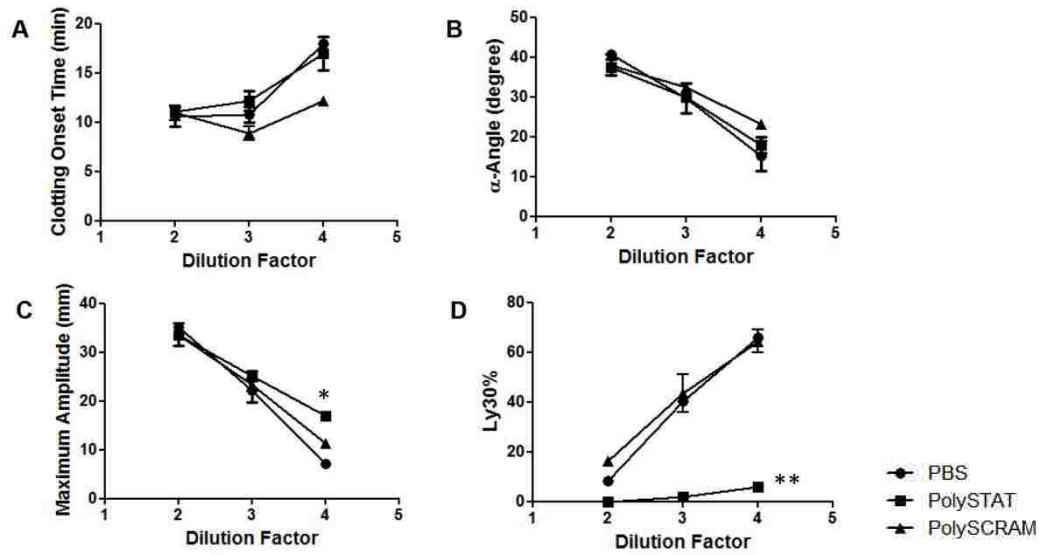 A
Clotting Onset Time (min)
20
15
10
5
0
1 2 3 4 5
Dilution Factor
B
α-Angle (degree)
50
40
30
20
10
0
1 2 3 4 5
Dilution Factor
C
Maximum Amplitude (mm)
40
30
20
10
0
*
1 2 3 4 5
Dilution Factor
D
Ly30%
80
60
40
20
0
**
1 2 3 4 5
Dilution Factor
PBS
PolySTAT
PolySCRAM